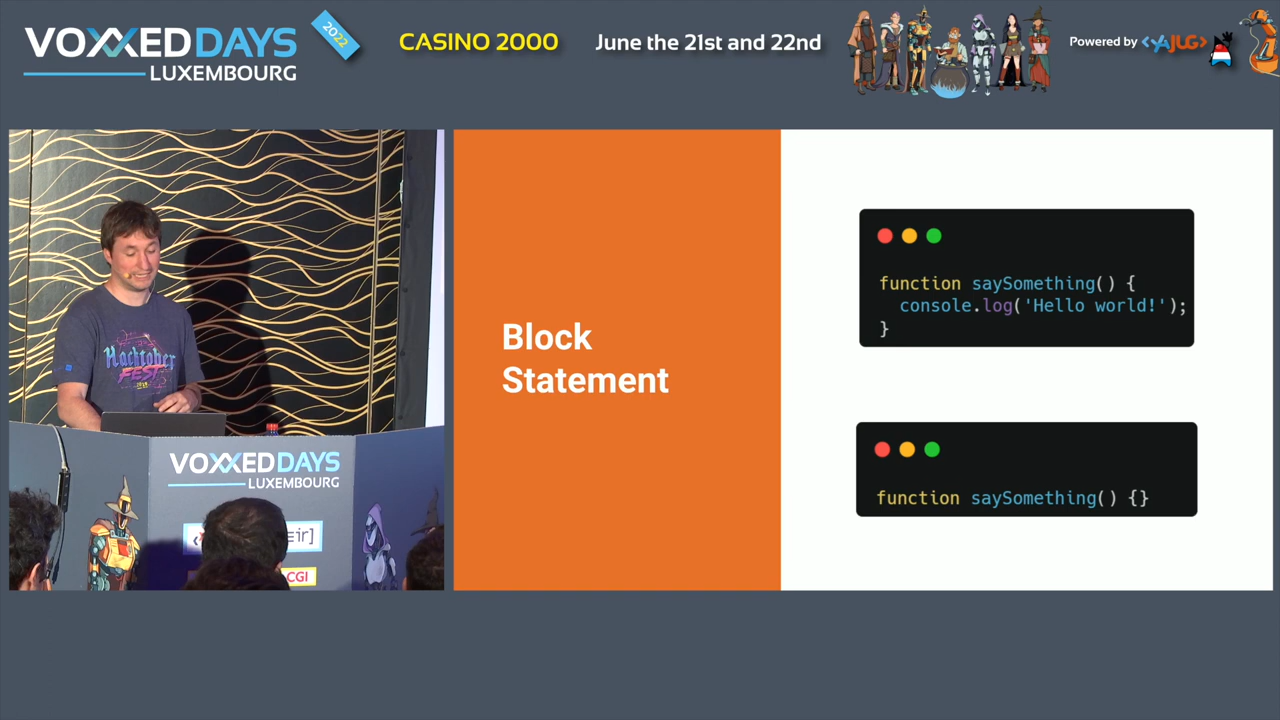 VOXXED DAYS
LUXEMBOURG
2022
CASINO 2000
June the 21st and 22nd
Powered by <YAJUG>
Hacktober
FEST
VOXXED DAYS
LUXEMBOURG
CGI
Block
Statement
function saySomething() {
  console.log('Hello world!');
}
function saySomething() {}